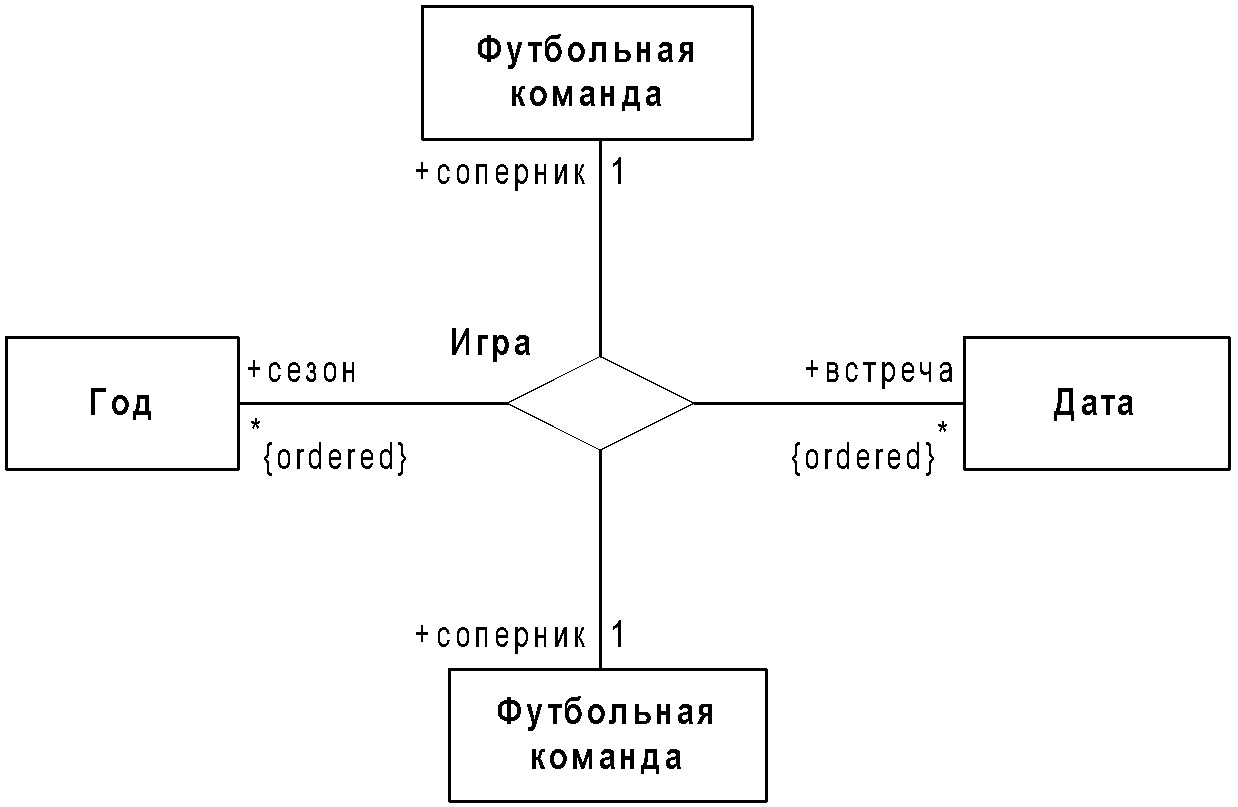 Футбольная
команда
+соперник 1
Игра
+сезон
+встреча
Год
Дата
*
{ordered}
*
{ordered}
+соперник 1
Футбольная
команда